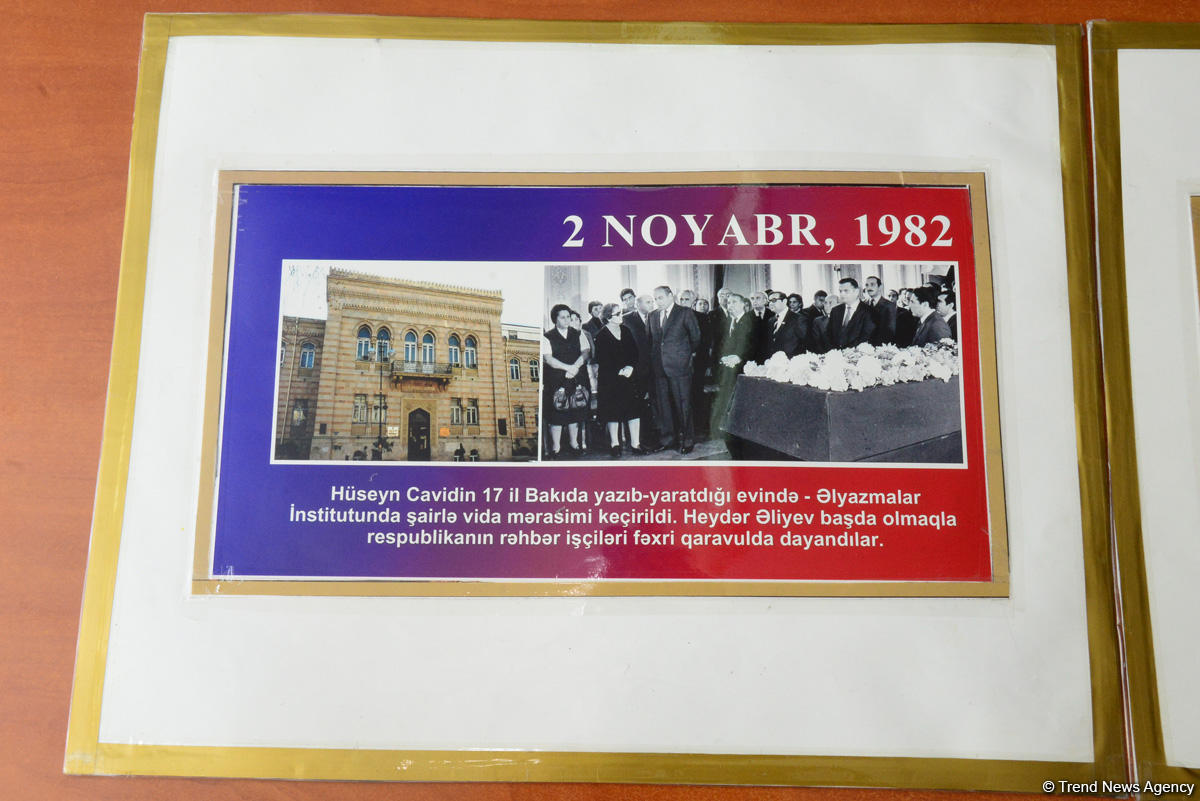 2 NOYABR, 1982
Hüseyn Cavidin 17 il Bakıda yazıb-yaratdığı evində - Əlyazmalar
İnstitutunda şairlə vida mərasimi keçirildi. Heydər Əliyev başda olmaqla
respublikanın rəhbər işçiləri fəxri qaravulda dayandılar.
© Trend News Agency